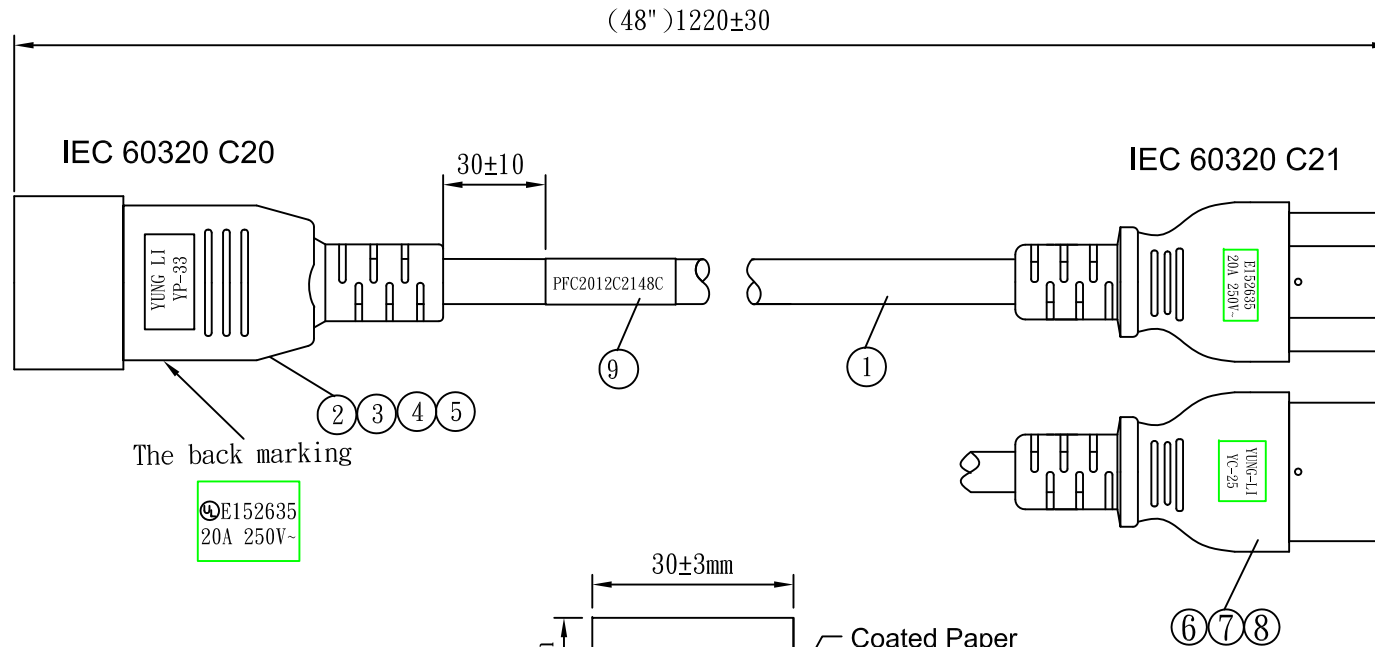 (48")1220±30
IEC 60320 C20
30±10
IEC 60320 C21
YUNG LI
YP-33
PFC2012C2148C
E152635
20A 250V~
9
1
2 3 4 5
The back marking
UL E152635
20A 250V~
YUNG-LI
YC-25
30±3mm
Coated Paper
6 7 8